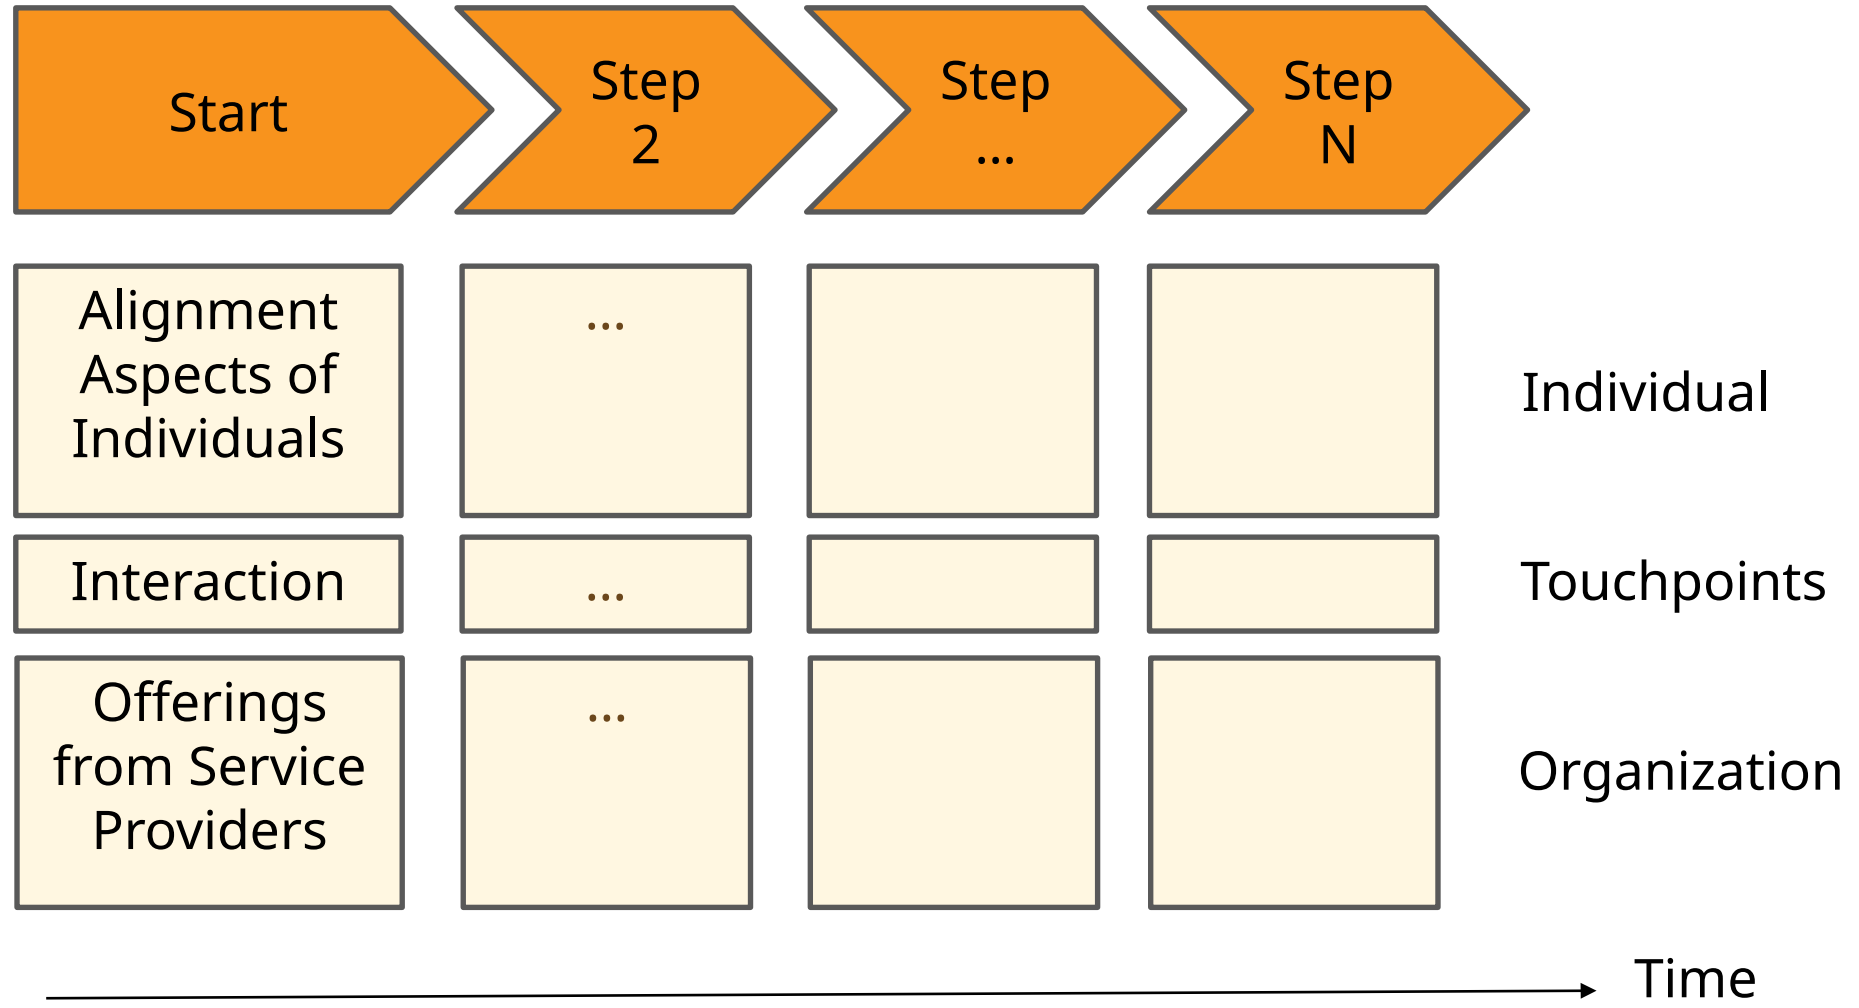 Start
Step
2
Step
...
Step
N
Alignment
Aspects of
Individuals
...
Individual
Interaction
...
Touchpoints
Offerings
from Service
Providers
...
Organization
Time